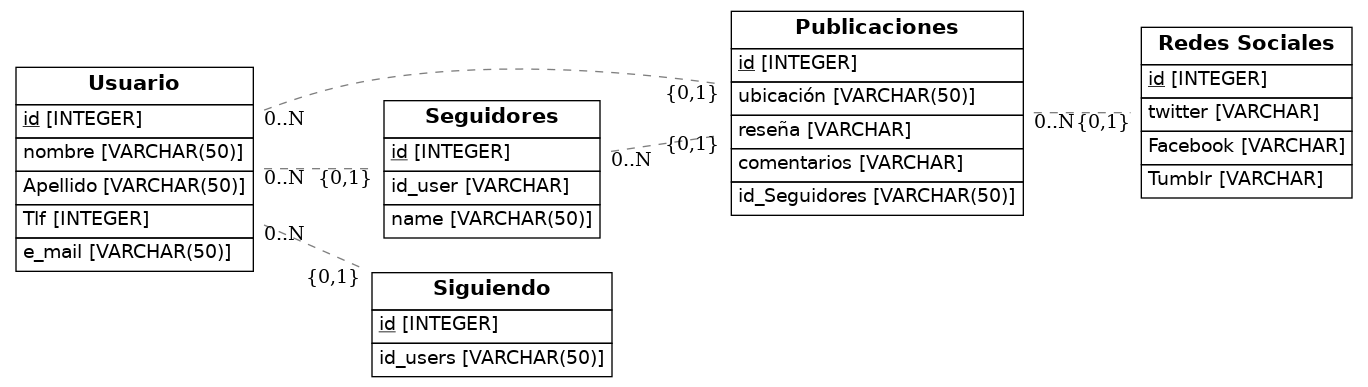 Usuario
id [INTEGER]
nombre [VARCHAR(50)]
Apellido [VARCHAR(50)]
Tlf [INTEGER]
e_mail [VARCHAR(50)]
0..N
{0,1}
0..N
{0,1}
0..N
{0,1}
Seguidores
id [INTEGER]
id_user [VARCHAR]
name [VARCHAR(50)]
0..N
{0,1}
Siguiendo
id [INTEGER]
id_users [VARCHAR(50)]
Publicaciones
id [INTEGER]
ubicación [VARCHAR(50)]
reseña [VARCHAR]
comentarios [VARCHAR]
id_Seguidores [VARCHAR(50)]
0..N
{0,1}
Redes Sociales
id [INTEGER]
twitter [VARCHAR]
Facebook [VARCHAR]
Tumblr [VARCHAR]